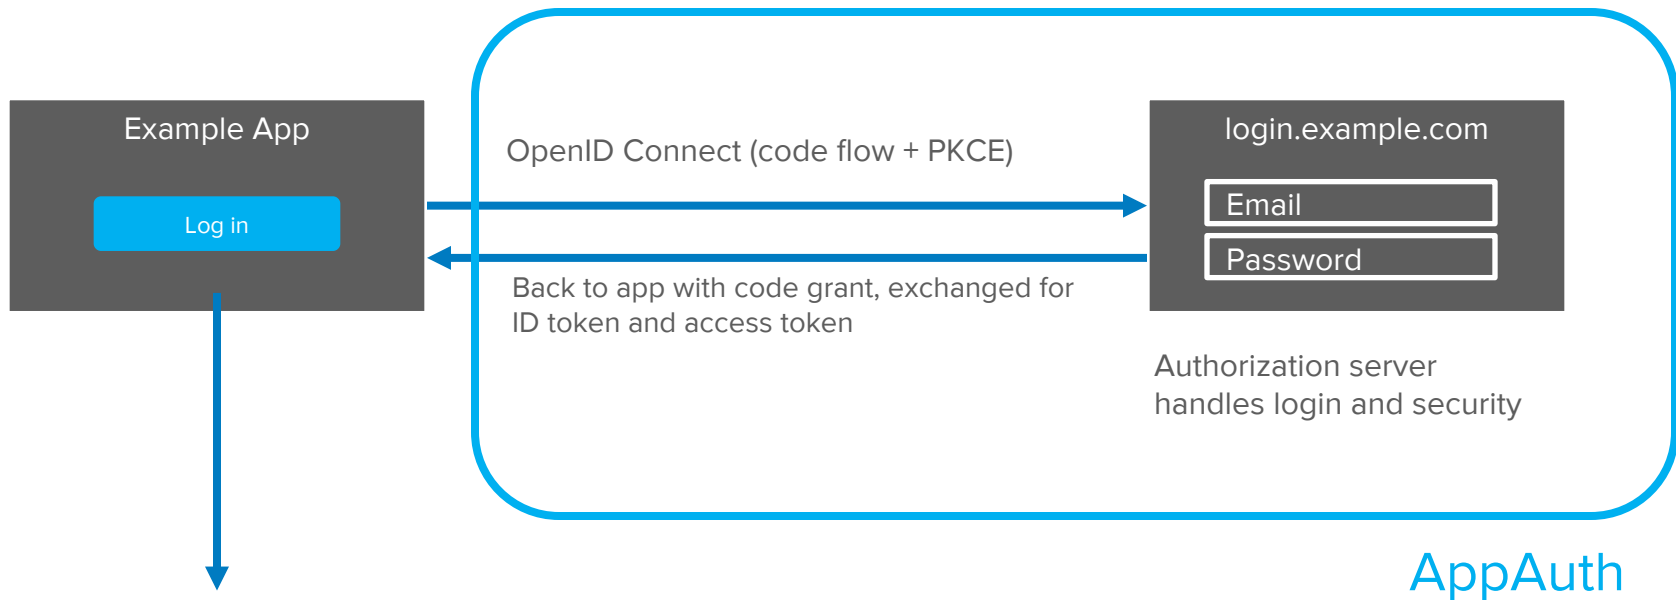 Example App
Log in
OpenID Connect (code flow + PKCE)
Back to app with code grant, exchanged for
ID token and access token
login.example.com
Email
Password
Authorization server
handles login and security
AppAuth